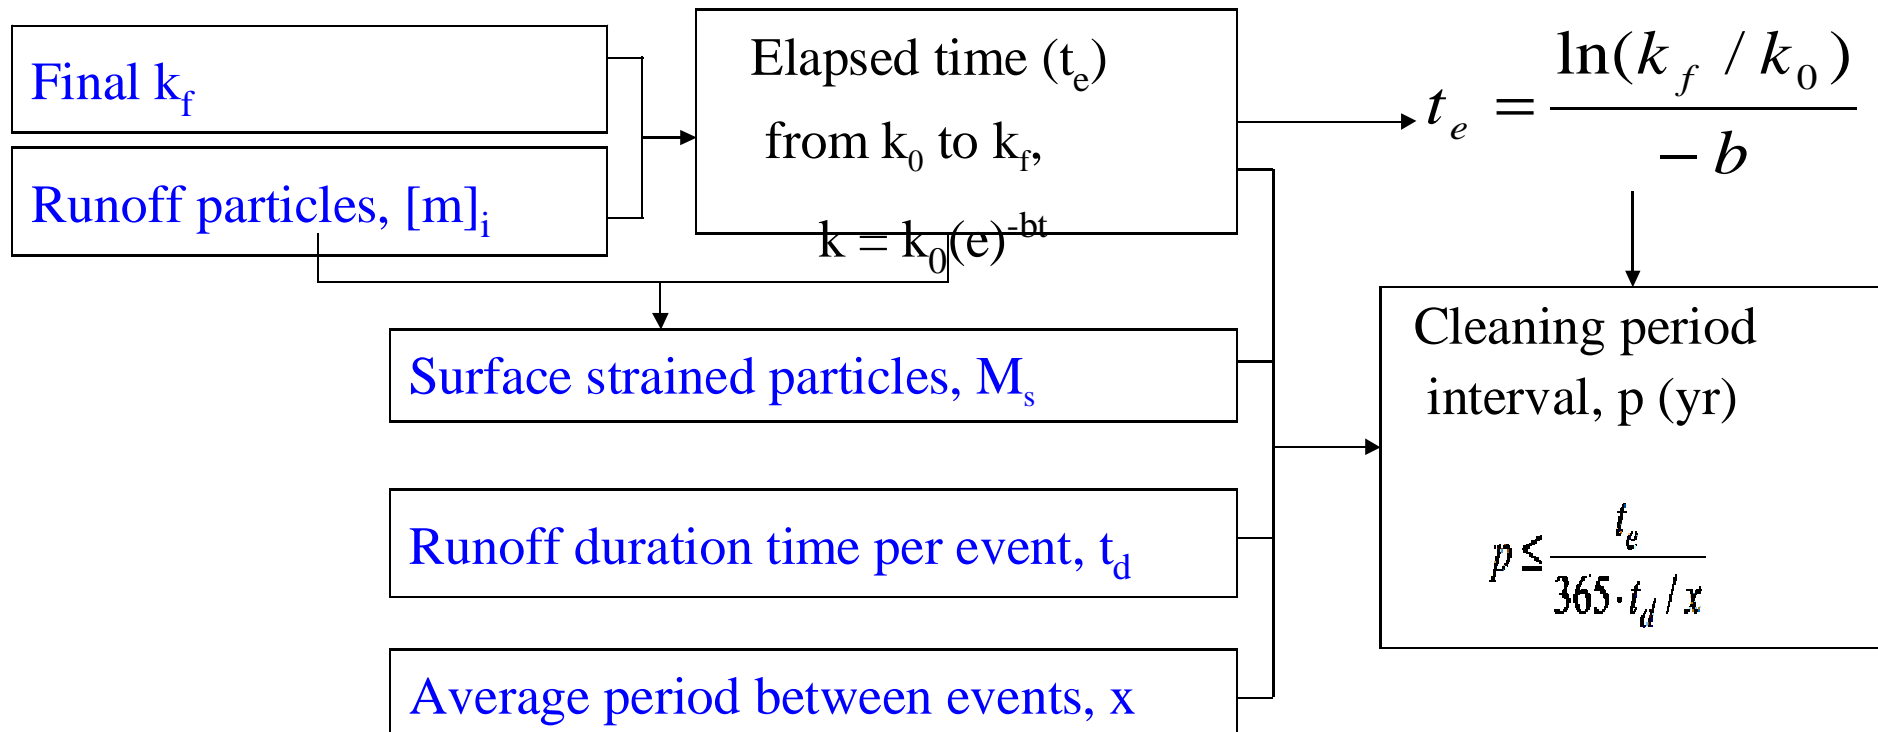 Final k_f
Runoff particles, [m]_i
Elapsed time (t_e)
from k_0 to k_f,
k = k_0(e)^-bt
t_e = ln(k_f / k_0) / −b
Surface strained particles, M_s
Runoff duration time per event, t_d
Average period between events, x
Cleaning period
interval, p (yr)
p ≤ t_e / (365·t_d / x)